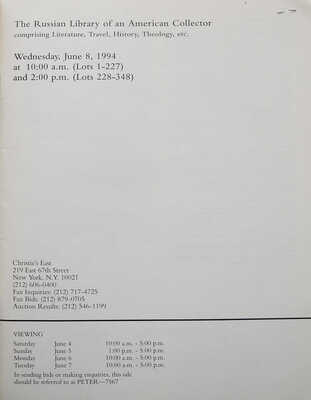 The Russian Library of an American Collector
comprising Literature, Travel, History, Theology, etc.
Wednesday, June 8, 1994
at 10:00 a.m. (Lots 1-227)
and 2:00 p.m. (Lots 228-348)
Christie's East
219 East 67th Street
New York, N.Y. 10021
(212) 606-0400
Fax Inquiries: (212) 717-4725
Fax Bids: (212) 879-0705
Auction Results: (212) 546-1199
VIEWING
Saturday June 4 10:00 a.m. - 5:00 p.m.
Sunday June 5 1:00 p.m. - 5:00 p.m.
Monday June 6 10:00 a.m. - 5:00 p.m.
Tuesday June 7 10:00 a.m. - 5:00 p.m.
In sending bids or making enquiries, this sale
should be referred to as PETER—7567